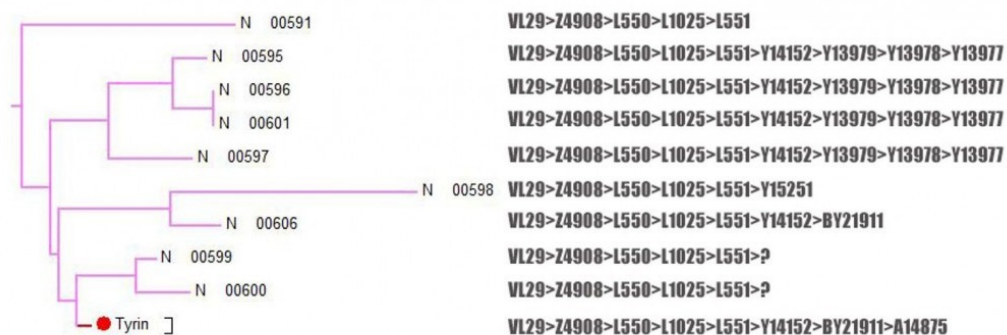 N 00591 VL29>Z4908>L550>L1025>L551
N 00595 VL29>Z4908>L550>L1025>L551>Y14152>Y13979>Y13978>Y13977
N 00596 VL29>Z4908>L550>L1025>L551>Y14152>Y13979>Y13978>Y13977
N 00601 VL29>Z4908>L550>L1025>L551>Y14152>Y13979>Y13978>Y13977
N 00597 VL29>Z4908>L550>L1025>L551>Y14152>Y13979>Y13978>Y13977
N 00598 VL29>Z4908>L550>L1025>L551>Y15251
N 00606 VL29>Z4908>L550>L1025>L551>Y14152>BY21911
N 00599 VL29>Z4908>L550>L1025>L551>?
N 00600 VL29>Z4908>L550>L1025>L551>?
Tyrin VL29>Z4908>L550>L1025>L551>Y14152>BY21911>A14875